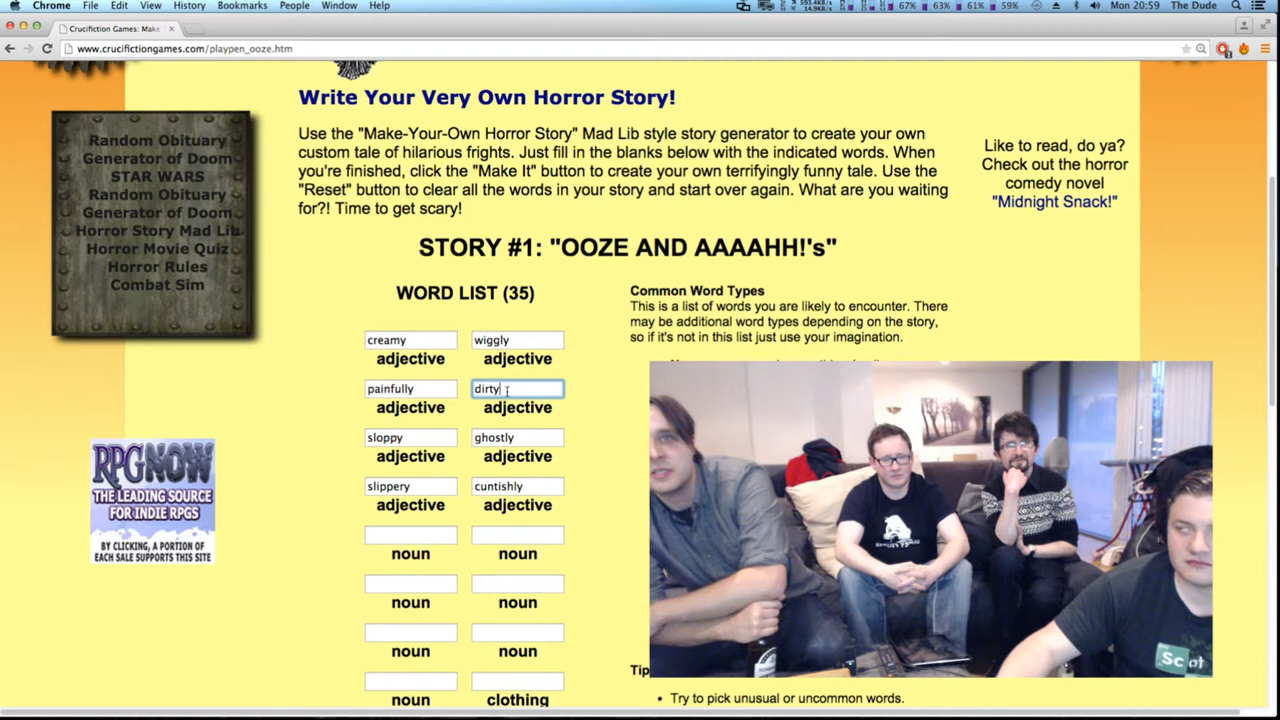 Chrome File Edit View History Bookmarks People Window Help
593.4KB/s
14.9KB/s
67% 63% 61% 59%
Mon 20:59 The Dude
Crucifiction Games: Make
www.crucifictiongames.com/playpen_ooze.htm
Write Your Very Own Horror Story!
Use the "Make-Your-Own Horror Story" Mad Lib style story generator to create your own
custom tale of hilarious frights. Just fill in the blanks below with the indicated words. When
you're finished, click the "Make It" button to create your own terrifyingly funny tale. Use the
"Reset" button to clear all the words in your story and start over again. What are you waiting
for?! Time to get scary!
Random Obituary
Generator of Doom
STAR WARS
Random Obituary
Generator of Doom
Horror Story Mad Lib
Horror Movie Quiz
Horror Rules
Combat Sim
Like to read, do ya?
Check out the horror
comedy novel
"Midnight Snack!"
STORY #1: "OOZE AND AAAAHH!'s"
WORD LIST (35)
Common Word Types
This is a list of words you are likely to encounter. There
may be additional word types depending on the story,
so if it's not in this list just use your imagination.
creamy wiggly
adjective adjective
painfully dirty
adjective adjective
sloppy ghostly
adjective adjective
slippery cuntishly
adjective adjective
noun noun
noun noun
noun noun
noun clothing
RPGNOW
THE LEADING SOURCE
FOR INDIE RPGS
BY CLICKING, A PORTION OF
EACH SALE SUPPORTS THIS SITE
Tip
• Try to pick unusual or uncommon words.